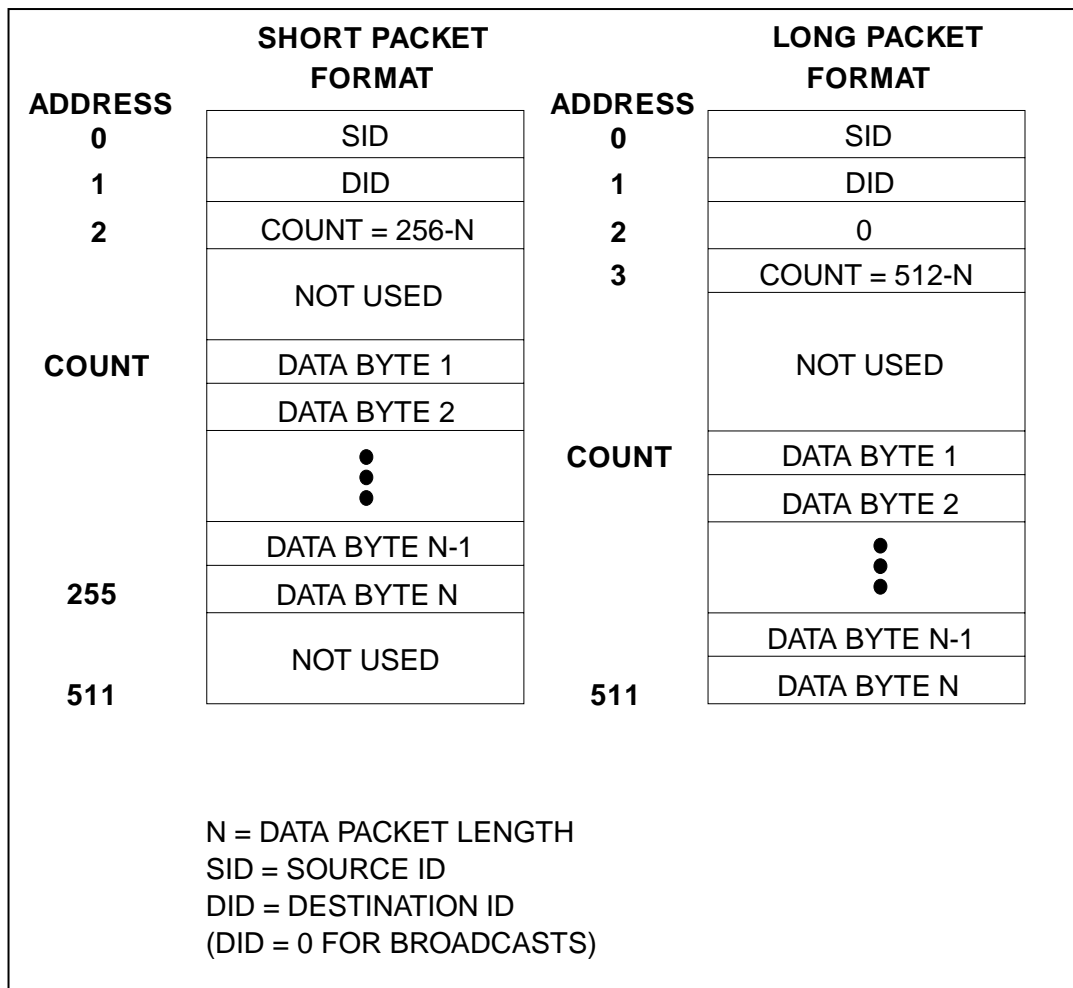 SHORT PACKET
FORMAT
ADDRESS
0
SID
1
DID
2
COUNT = 256-N
NOT USED
COUNT
DATA BYTE 1
DATA BYTE 2
DATA BYTE N-1
255
DATA BYTE N
NOT USED
511
LONG PACKET
FORMAT
ADDRESS
0
SID
1
DID
2
0
3
COUNT = 512-N
NOT USED
COUNT
DATA BYTE 1
DATA BYTE 2
DATA BYTE N-1
DATA BYTE N
511
N = DATA PACKET LENGTH
SID = SOURCE ID
DID = DESTINATION ID
(DID = 0 FOR BROADCASTS)